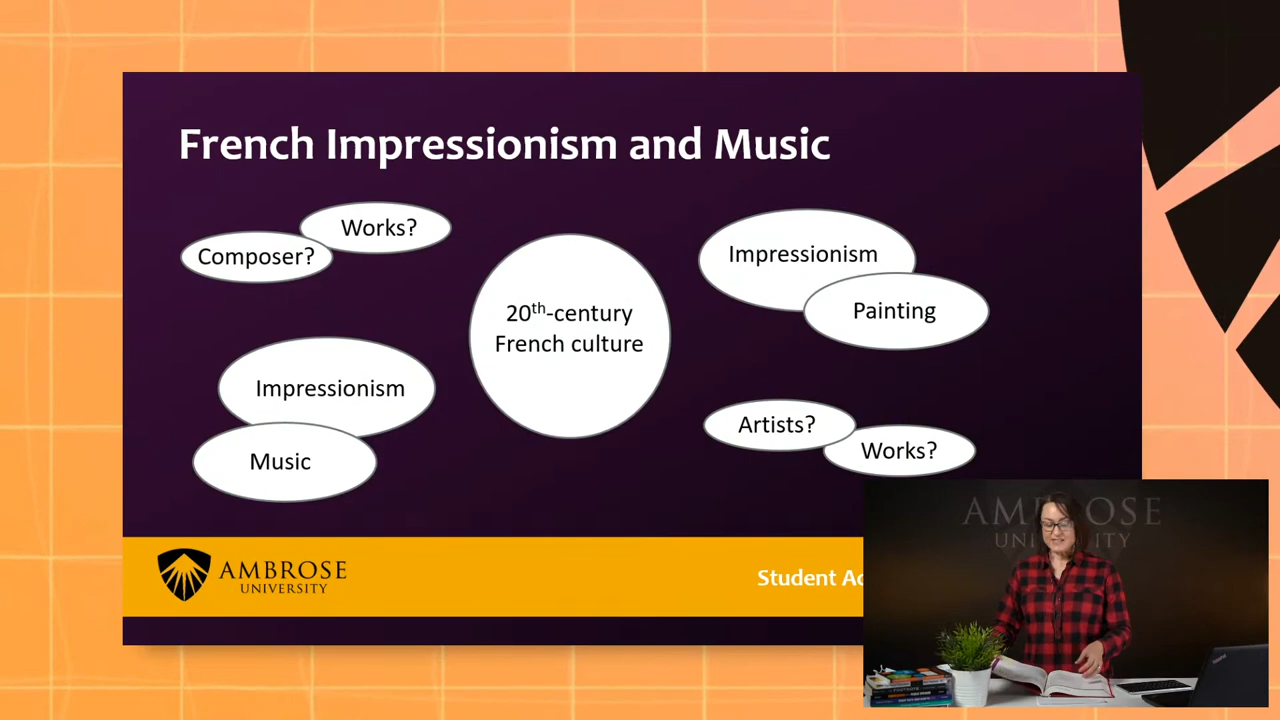 French Impressionism and Music
Works?
Composer?
Impressionism
Painting
20th-century
French culture
Impressionism
Music
Artists?
Works?
AMBROSE
UNIVERSITY
Student
AMBROSE
UNIVERSITY